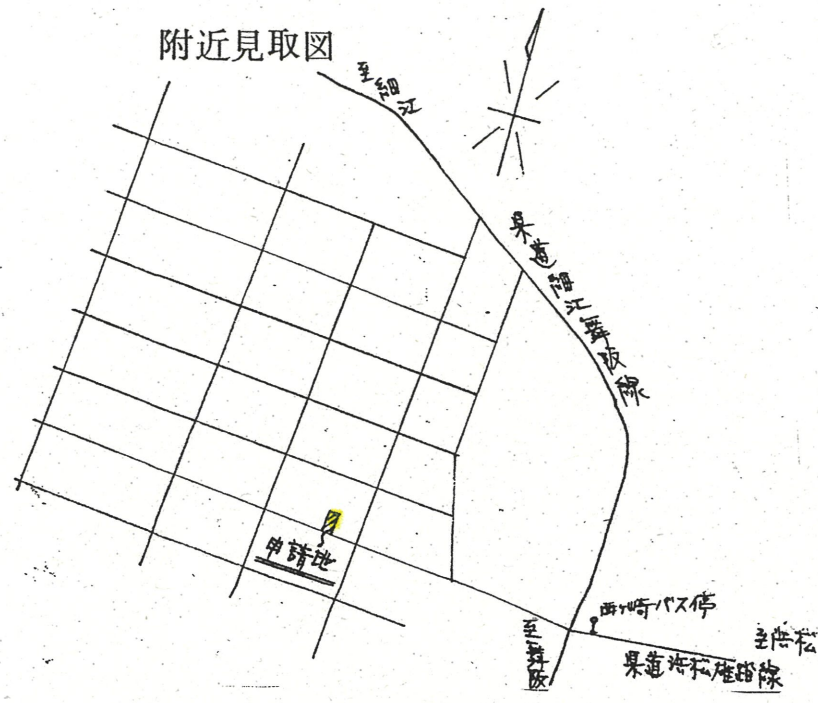 附近見取図
至細江
県道細江舞阪線
申請地
西ヶ崎バス停
至浜松
県道浜松雄踏線
至舞阪